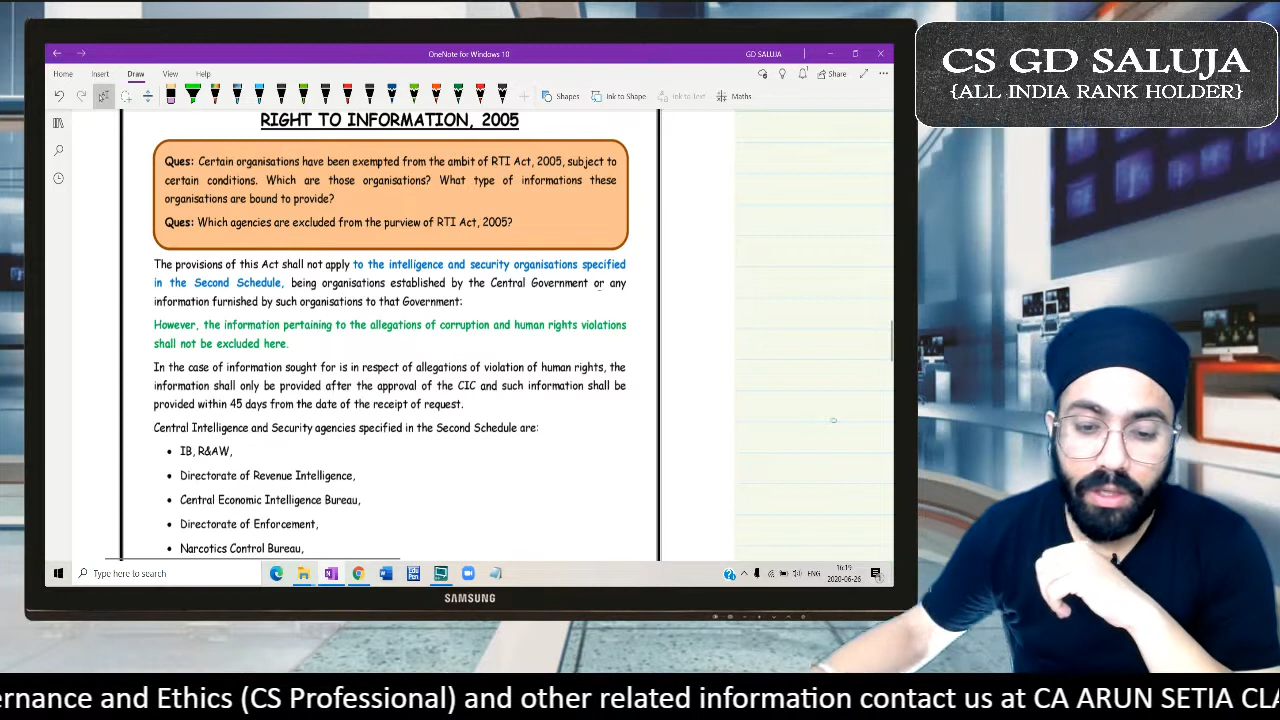 CS GD SALUJA
{ALL INDIA RANK HOLDER}
OneNote for Windows 10
GD SALUJA
Home Insert Draw View Help
Share
Shapes Ink to Shape Ink to Text Maths
RIGHT TO INFORMATION, 2005
Ques: Certain organisations have been exempted from the ambit of RTI Act, 2005, subject to
certain conditions. Which are those organisations? What type of informations these
organisations are bound to provide?
Ques: Which agencies are excluded from the purview of RTI Act, 2005?
The provisions of this Act shall not apply to the intelligence and security organisations specified
in the Second Schedule, being organisations established by the Central Government or any
information furnished by such organisations to that Government:
However, the information pertaining to the allegations of corruption and human rights violations
shall not be excluded here.
In the case of information sought for is in respect of allegations of violation of human rights, the
information shall only be provided after the approval of the CIC and such information shall be
provided within 45 days from the date of the receipt of request.
Central Intelligence and Security agencies specified in the Second Schedule are:
• IB, R&AW,
• Directorate of Revenue Intelligence,
• Central Economic Intelligence Bureau,
• Directorate of Enforcement,
• Narcotics Control Bureau,
Type here to search
ENG
16:19
2020-06-26
SAMSUNG
ernance and Ethics (CS Professional) and other related information contact us at CA ARUN SETIA CLA